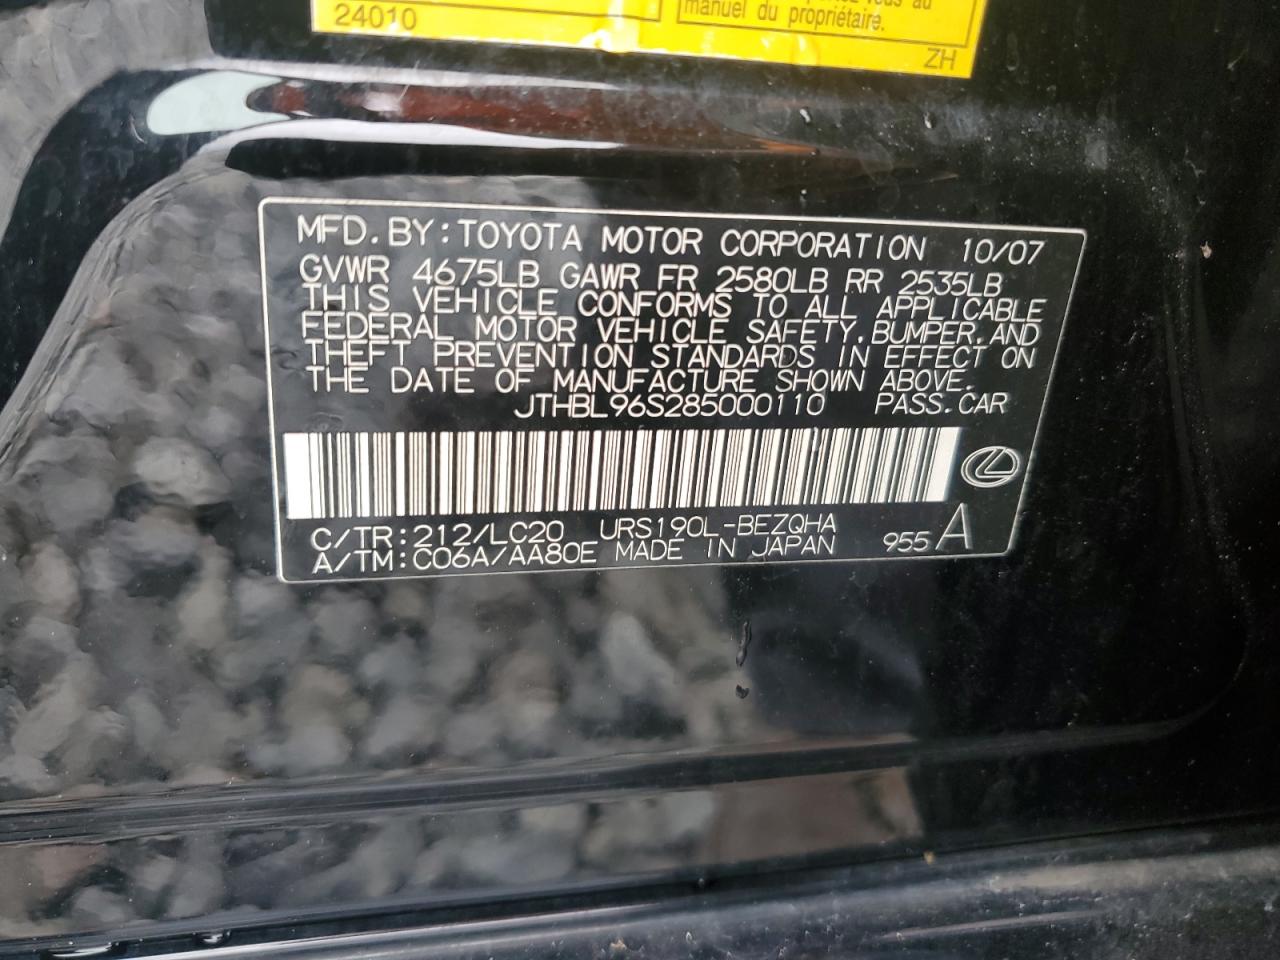 24010
manuel du propriétaire.
ZH
MFD. BY: TOYOTA MOTOR CORPORATION 10/07
GVWR 4675LB GAWR FR 2580LB RR 2535LB
THIS VEHICLE CONFORMS TO ALL APPLICABLE
FEDERAL MOTOR VEHICLE SAFETY, BUMPER, AND
THEFT PREVENTION STANDARDS IN EFFECT ON
THE DATE OF MANUFACTURE SHOWN ABOVE.
JTHBL96S285000110 PASS. CAR
C/TR: 212/LC20 URS190L-BEZQHA
A/TM: C06A/AA80E MADE IN JAPAN 955 A